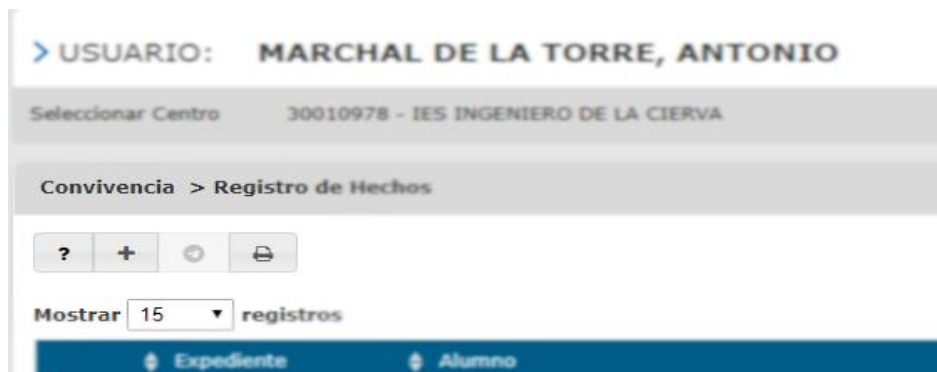 > USUARIO: MARCHAL DE LA TORRE, ANTONIO
Seleccionar Centro 30010978 - IES INGENIERO DE LA CIERVA
Convivencia > Registro de Hechos
? +
Mostrar 15 registros
Expediente Alumno